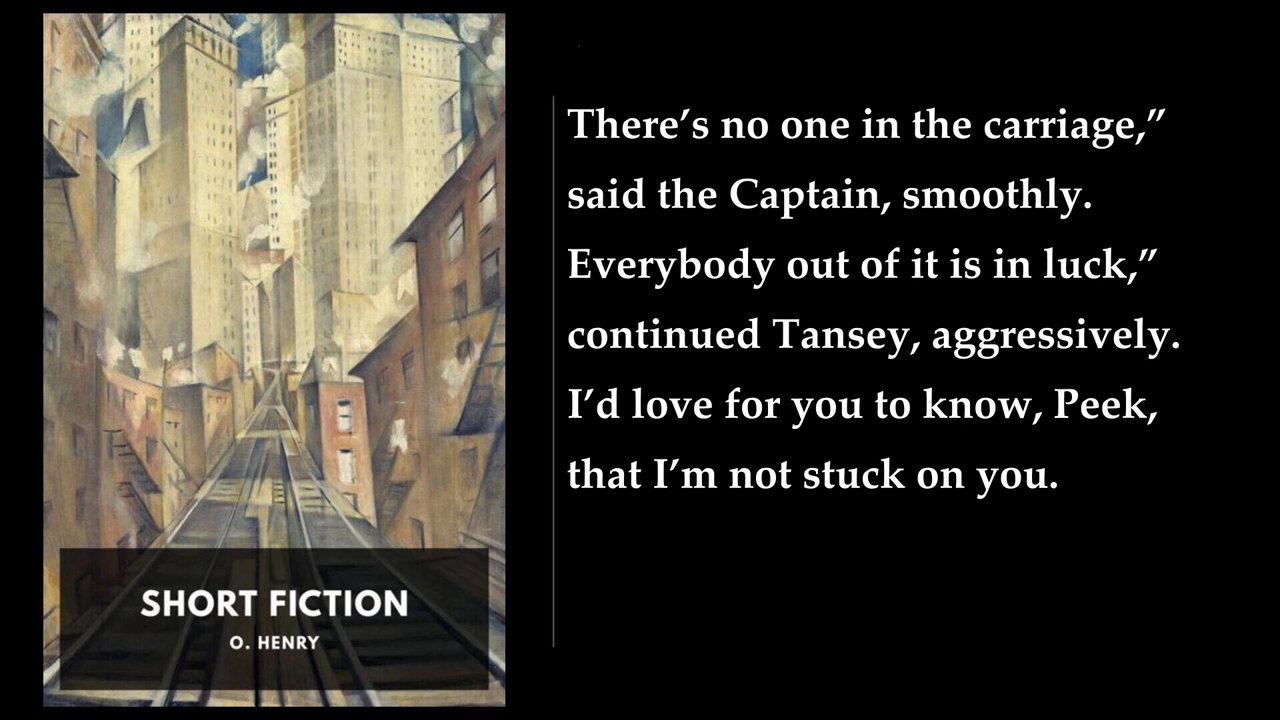 SHORT FICTION
O. HENRY
There’s no one in the carriage,”
said the Captain, smoothly.
Everybody out of it is in luck,”
continued Tansey, aggressively.
I’d love for you to know, Peek,
that I’m not stuck on you.